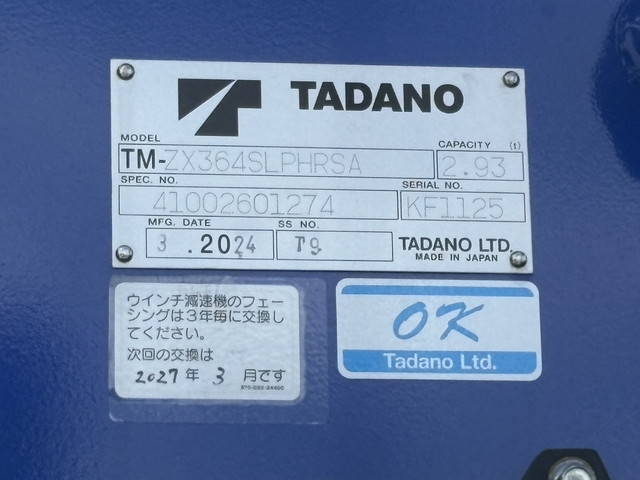 TADANO
MODEL
TM-ZX364SLPHRSA
CAPACITY (t)
2.93
SPEC. NO.
41002601274
SERIAL NO.
KF1125
MFG. DATE
3 .2024
SS NO.
T9
TADANO LTD.
MADE IN JAPAN
ウインチ減速機のフェー
シングは3年毎に交換し
てください。
次回の交換は
2027年 3 月です
OK
Tadano Ltd.